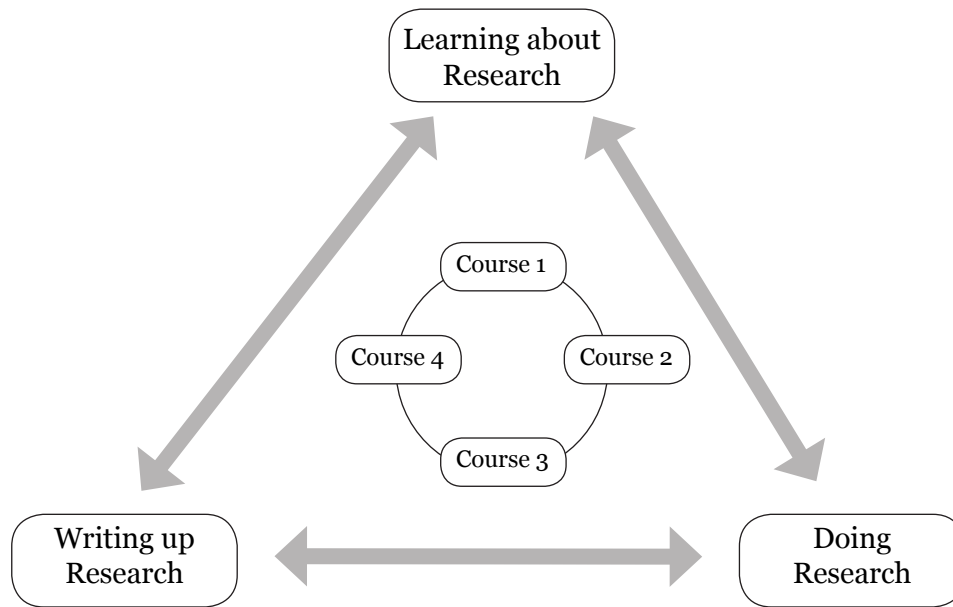 Learning about
Research
Course 1
Course 4
Course 2
Course 3
Writing up
Research
Doing
Research